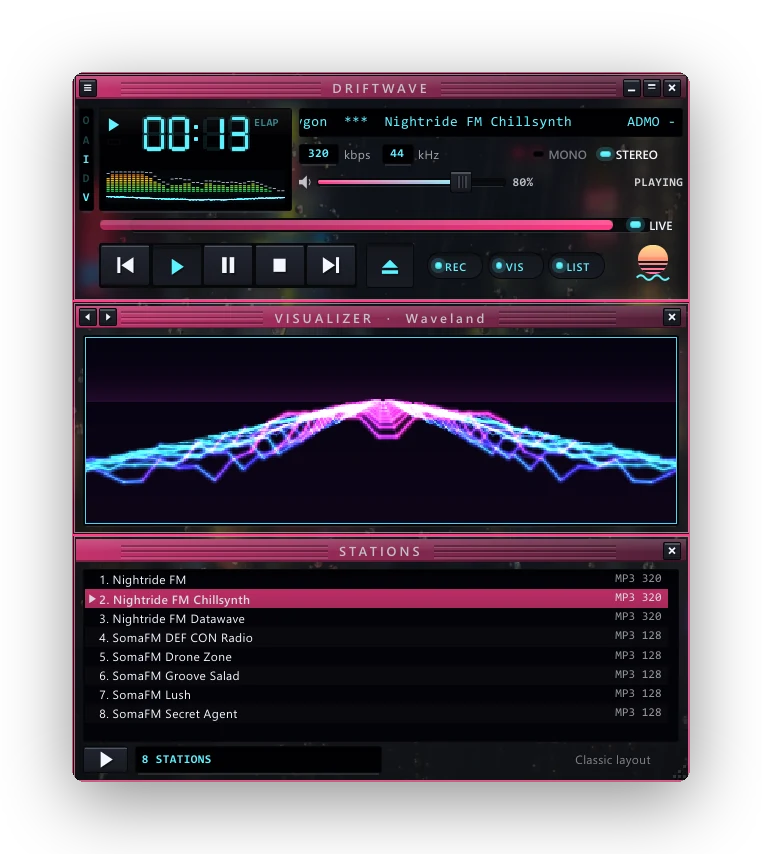 DRIFTWAVE
O
A
I
D
V
00:13 ELAP
ygon *** Nightride FM Chillsynth ADMO -
320 kbps 44 kHz MONO STEREO
80% PLAYING
LIVE
REC VIS LIST
VISUALIZER · Waveland
STATIONS
1. Nightride FM MP3 320
2. Nightride FM Chillsynth MP3 320
3. Nightride FM Datawave MP3 320
4. SomaFM DEF CON Radio MP3 128
5. SomaFM Drone Zone MP3 128
6. SomaFM Groove Salad MP3 128
7. SomaFM Lush MP3 128
8. SomaFM Secret Agent MP3 128
8 STATIONS Classic layout